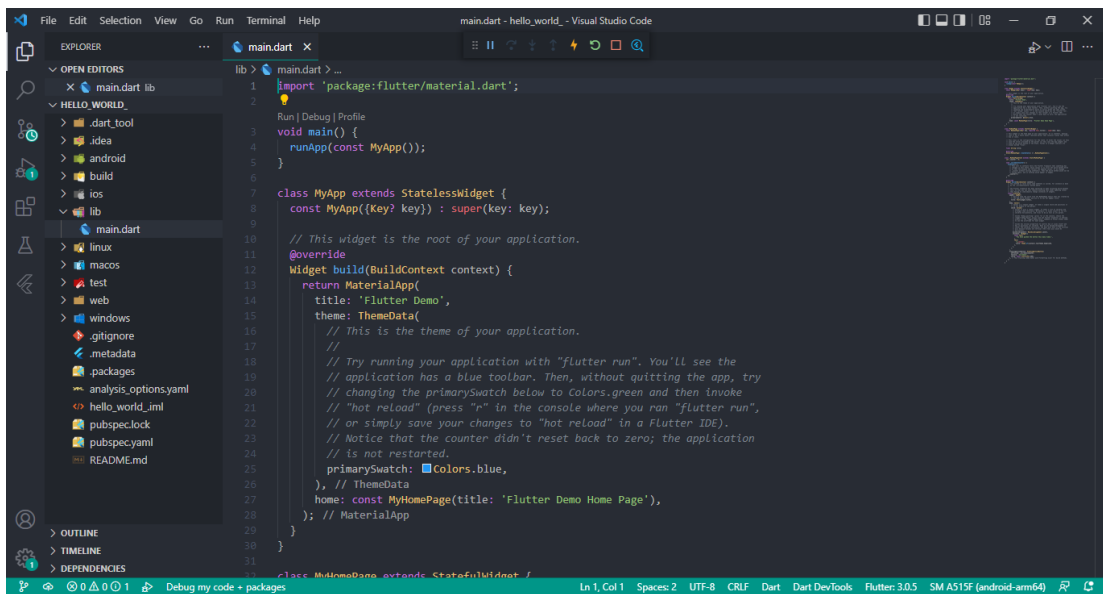 File Edit Selection View Go Run Terminal Help main.dart - hello_world_ - Visual Studio Code
EXPLORER
OPEN EDITORS
main.dart lib
HELLO_WORLD_
.dart_tool
.idea
android
build
ios
lib
main.dart
linux
macos
test
web
windows
.gitignore
.metadata
.packages
analysis_options.yaml
hello_world_.iml
pubspec.lock
pubspec.yaml
README.md
OUTLINE
TIMELINE
DEPENDENCIES
main.dart
lib > main.dart > ...
1 import 'package:flutter/material.dart';
2
Run | Debug | Profile
3 void main() {
4 runApp(const MyApp());
5 }
6
7 class MyApp extends StatelessWidget {
8 const MyApp({Key? key}) : super(key: key);
9
10 // This widget is the root of your application.
11 @override
12 Widget build(BuildContext context) {
13 return MaterialApp(
14 title: 'Flutter Demo',
15 theme: ThemeData(
16 // This is the theme of your application.
17 //
18 // Try running your application with "flutter run". You'll see the
19 // application has a blue toolbar. Then, without quitting the app, try
20 // changing the primarySwatch below to Colors.green and then invoke
21 // "hot reload" (press "r" in the console where you ran "flutter run",
22 // or simply save your changes to "hot reload" in a Flutter IDE).
23 // Notice that the counter didn't reset back to zero; the application
24 // is not restarted.
25 primarySwatch: Colors.blue,
26 ), // ThemeData
27 home: const MyHomePage(title: 'Flutter Demo Home Page'),
28 ); // MaterialApp
29 }
30 }
31
class MyHomePage extends StatefulWidget {
1
1
0 0 1 Debug my code + packages Ln 1, Col 1 Spaces: 2 UTF-8 CRLF Dart Dart DevTools Flutter: 3.0.5 SM A515F (android-arm64)